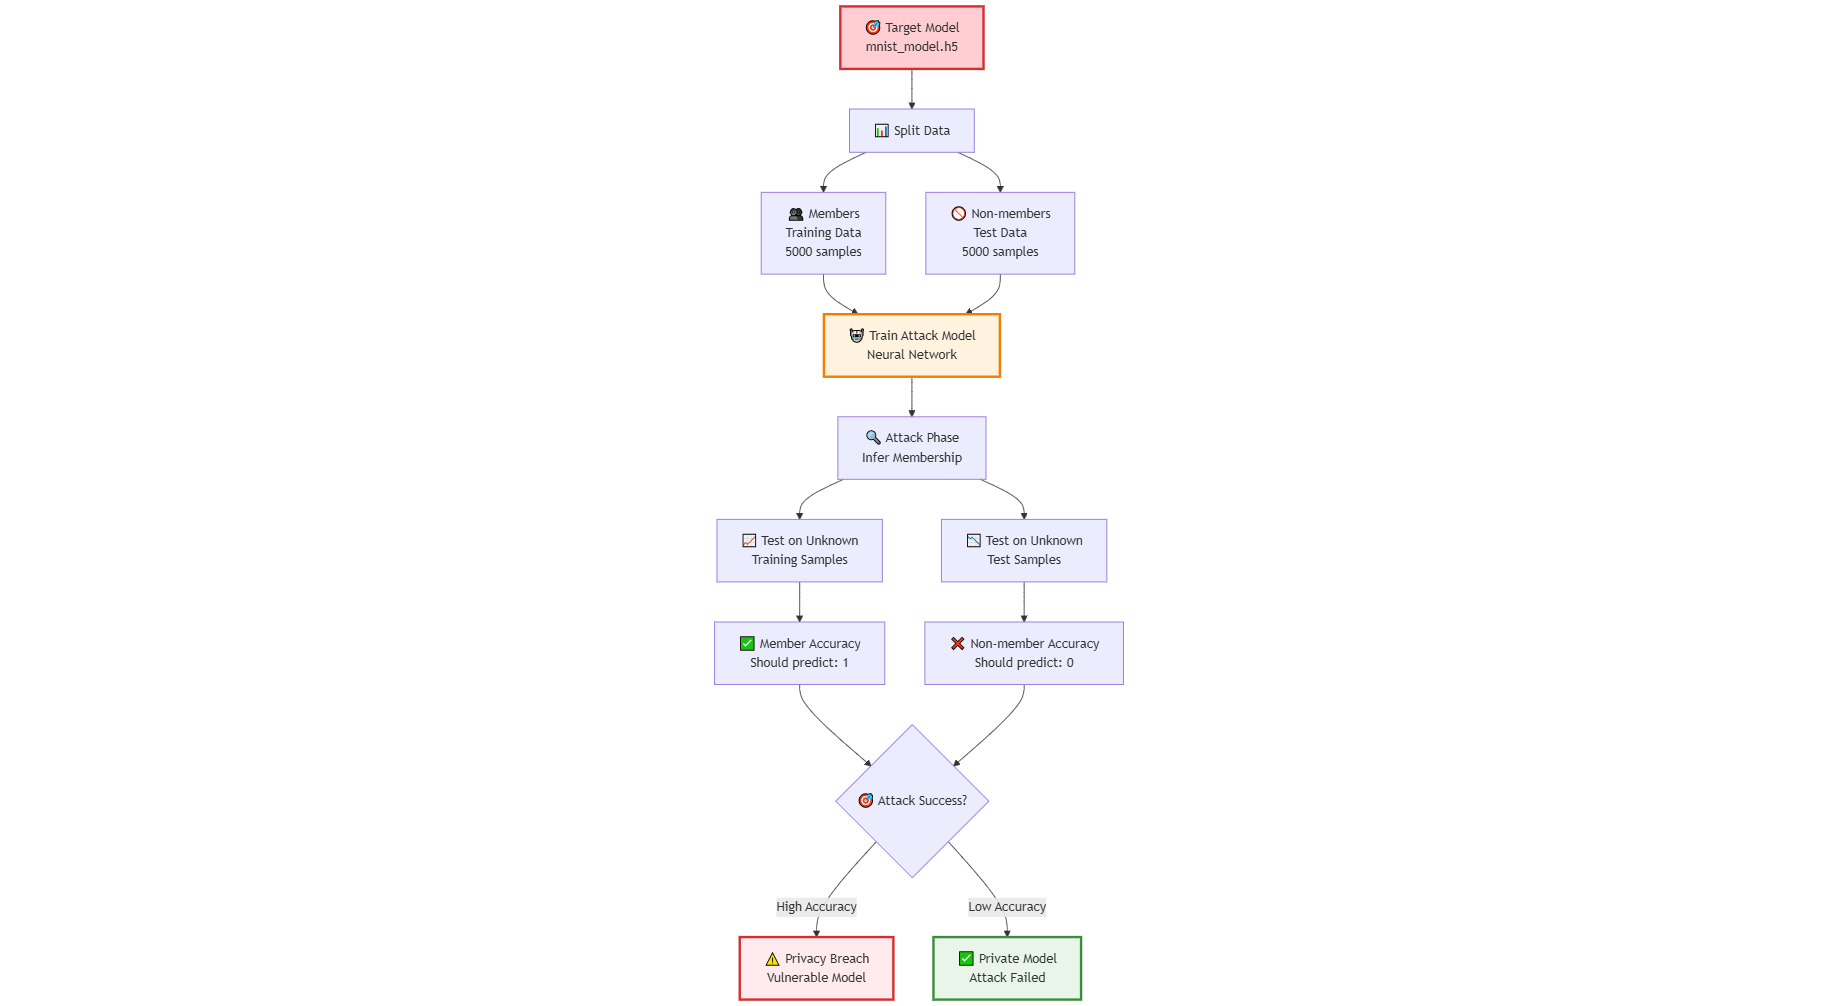 🎯 Target Model
mnist_model.h5
📊 Split Data
👥 Members
Training Data
5000 samples
🚫 Non-members
Test Data
5000 samples
🤖 Train Attack Model
Neural Network
🔍 Attack Phase
Infer Membership
📈 Test on Unknown
Training Samples
📉 Test on Unknown
Test Samples
✅ Member Accuracy
Should predict: 1
❌ Non-member Accuracy
Should predict: 0
🎯 Attack Success?
High Accuracy
Low Accuracy
⚠️ Privacy Breach
Vulnerable Model
✅ Private Model
Attack Failed